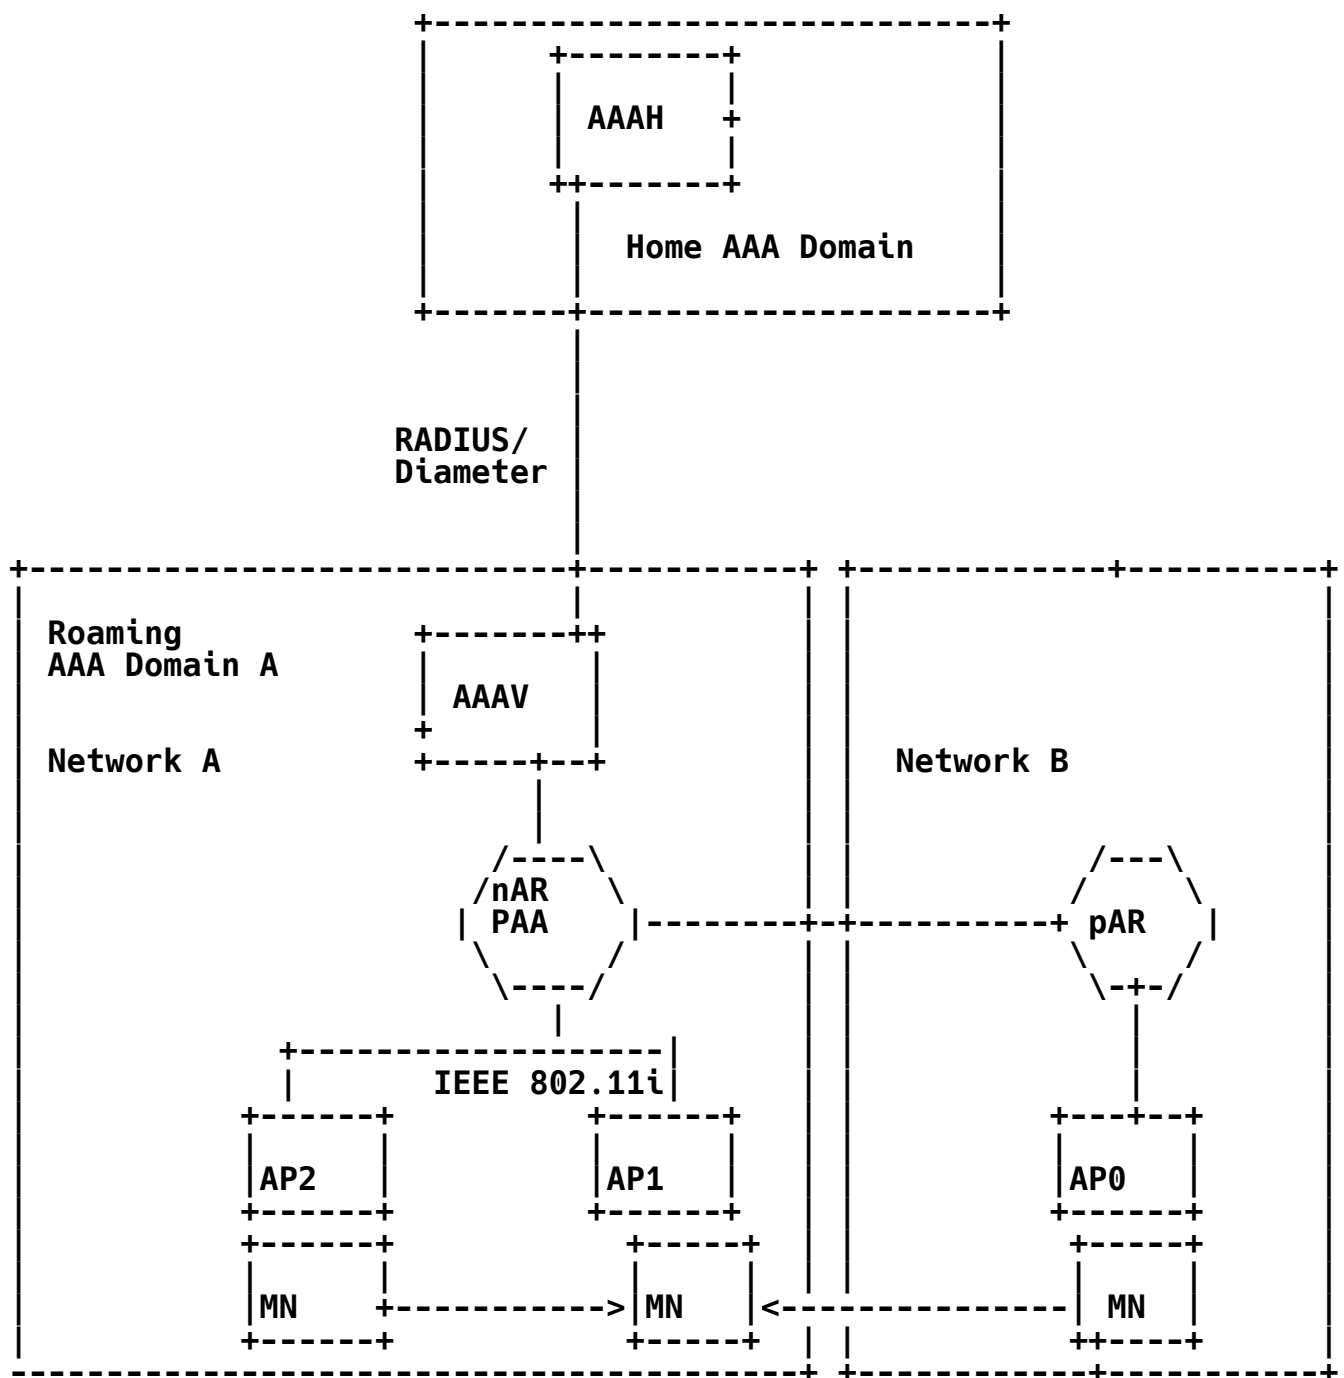 AAAH
Home AAA Domain
RADIUS/
Diameter
Roaming
AAA Domain A
AAAV
Network A
Network B
nAR
PAA
pAR
IEEE 802.11i
AP2
AP1
AP0
MN
MN
MN